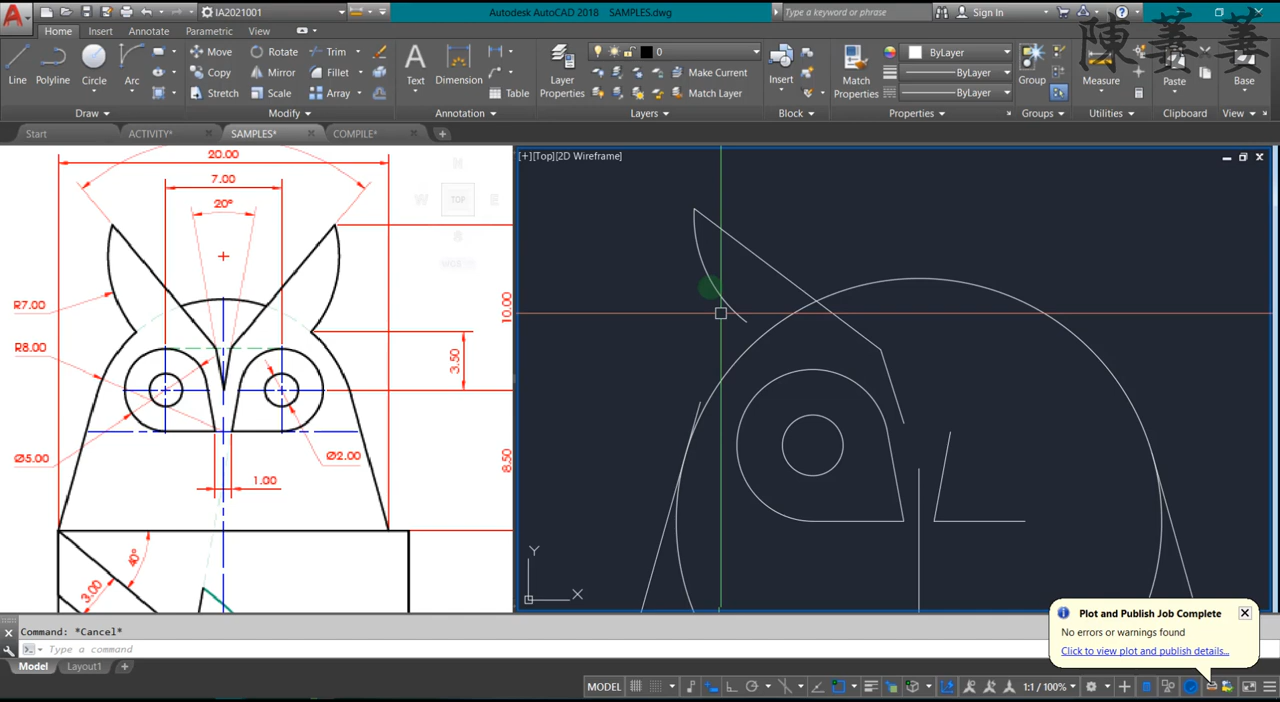 IA2021001
Autodesk AutoCAD 2018 SAMPLES.dwg
Type a keyword or phrase
Sign In
陳菶菶
Home
Insert
Annotate
Parametric
View
Line
Polyline
Circle
Arc
Move
Rotate
Trim
Copy
Mirror
Fillet
Stretch
Scale
Array
Text
Dimension
Table
Layer
Properties
0
Make Current
Match Layer
Insert
Match
Properties
ByLayer
ByLayer
ByLayer
Group
Measure
Paste
Base
Draw
Modify
Annotation
Layers
Block
Properties
Groups
Utilities
Clipboard
View
Start
ACTIVITY*
SAMPLES*
COMPILE*
20.00
7.00
20°
R7.00
R8.00
10.00
3.50
8.50
Ø5.00
Ø2.00
1.00
40°
3.00
N
W
TOP
E
S
[+][Top][2D Wireframe]
Y
X
Command: *Cancel*
Type a command
Model
Layout1
Plot and Publish Job Complete
No errors or warnings found
Click to view plot and publish details...
MODEL
1:1 / 100%